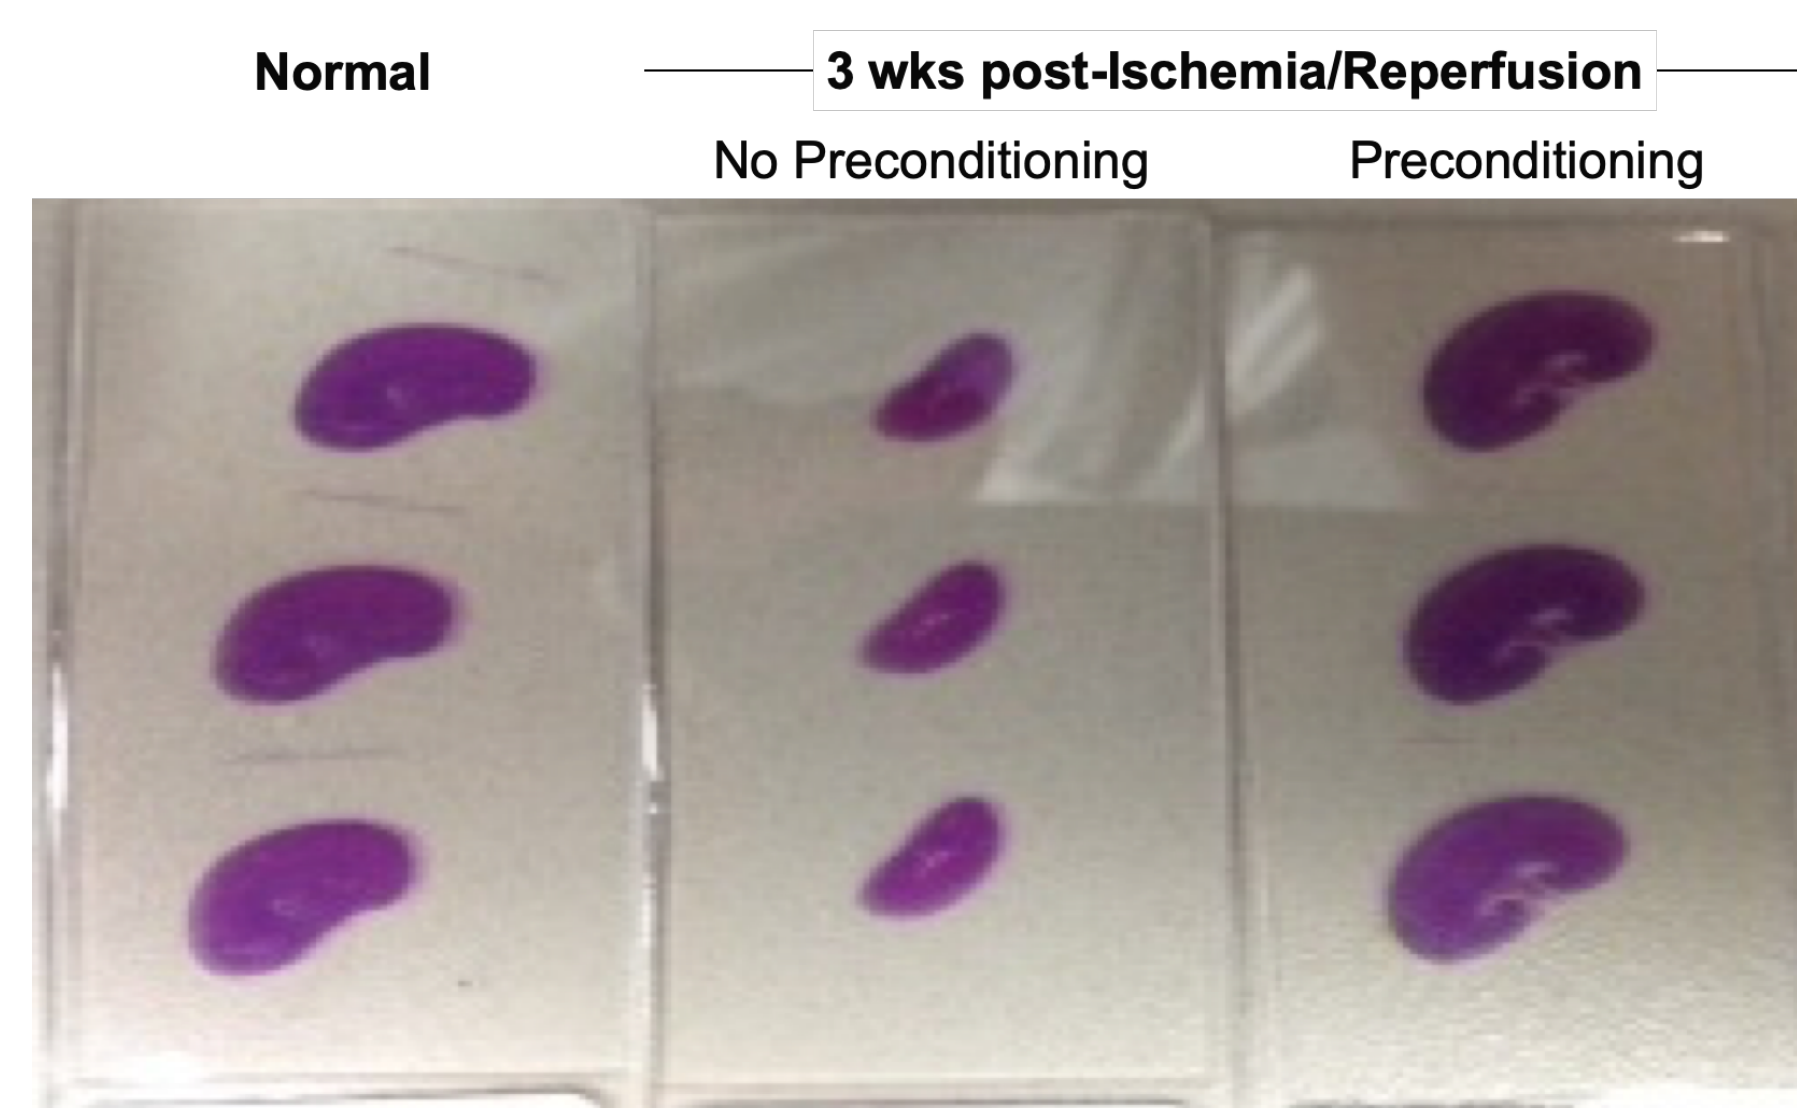 Normal
3 wks post-Ischemia/Reperfusion
No Preconditioning
Preconditioning